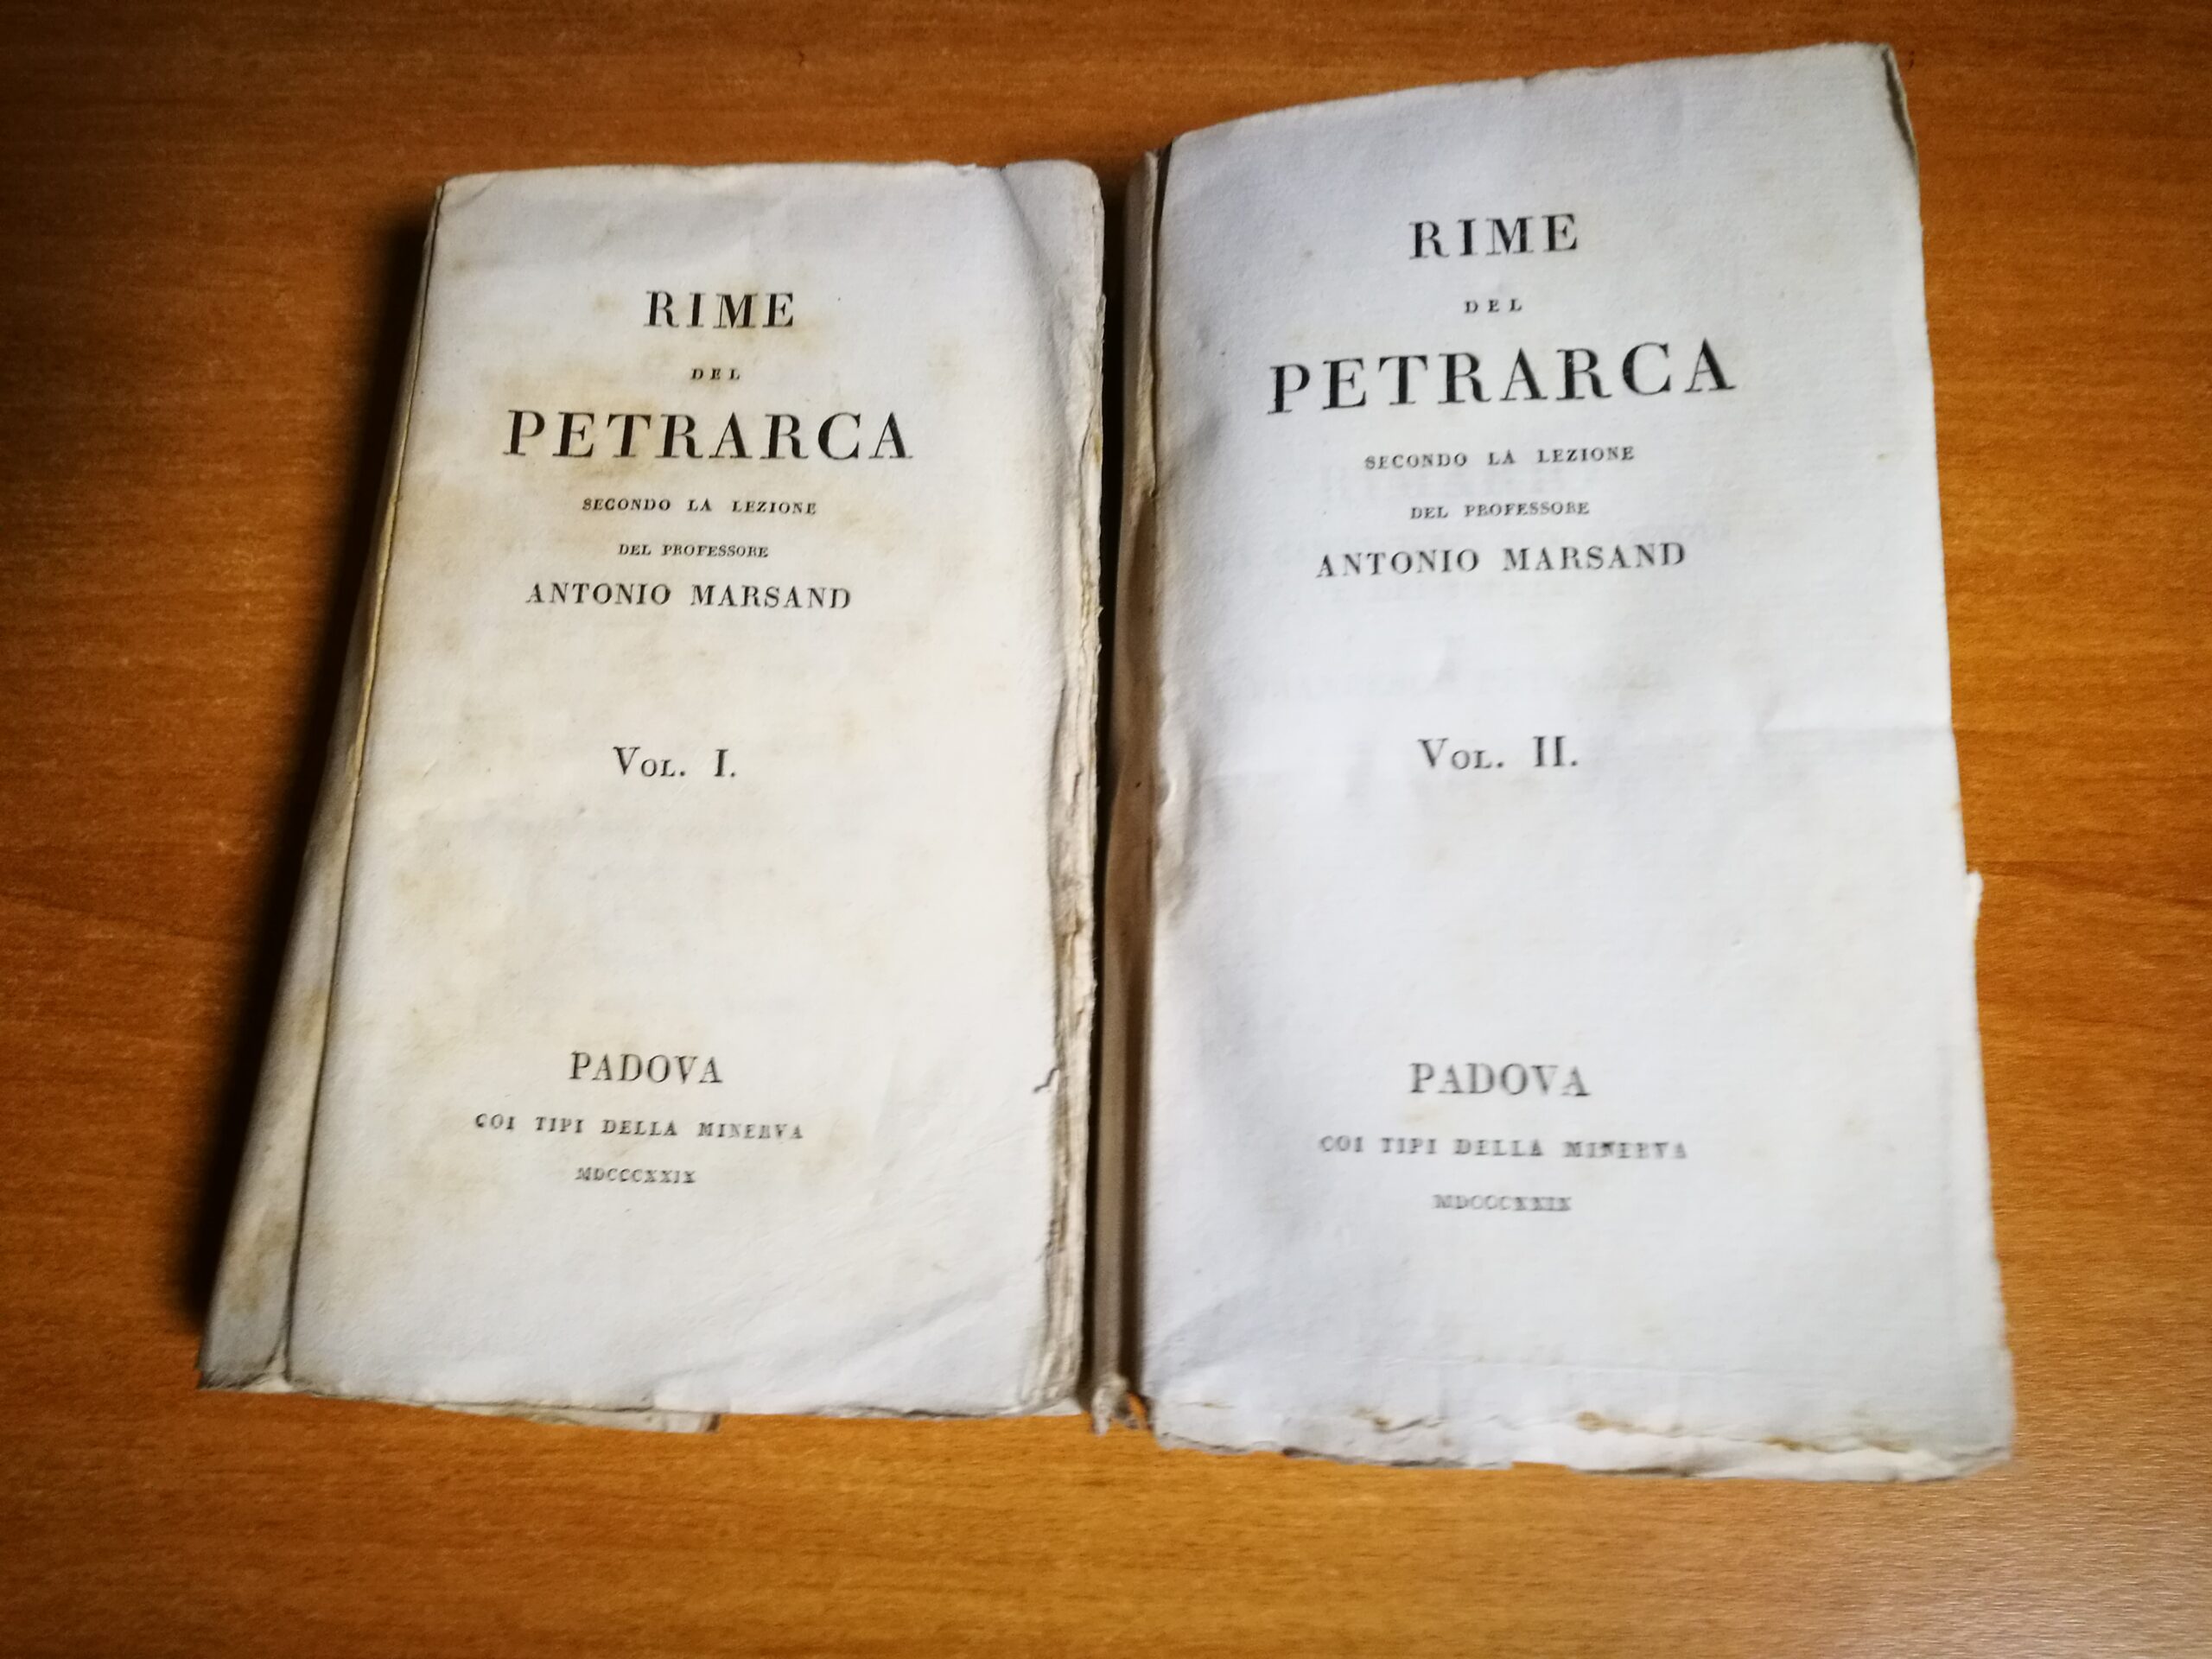 RIME
DEL
PETRARCA
SECONDO LA LEZIONE
DEL PROFESSORE
ANTONIO MARSAND
VOL. I.
PADOVA
COI TIPI DELLA MINERVA
MDCCCXXIX
RIME
DEL
PETRARCA
SECONDO LA LEZIONE
DEL PROFESSORE
ANTONIO MARSAND
VOL. II.
PADOVA
COI TIPI DELLA MINERVA
MDCCCXXIX